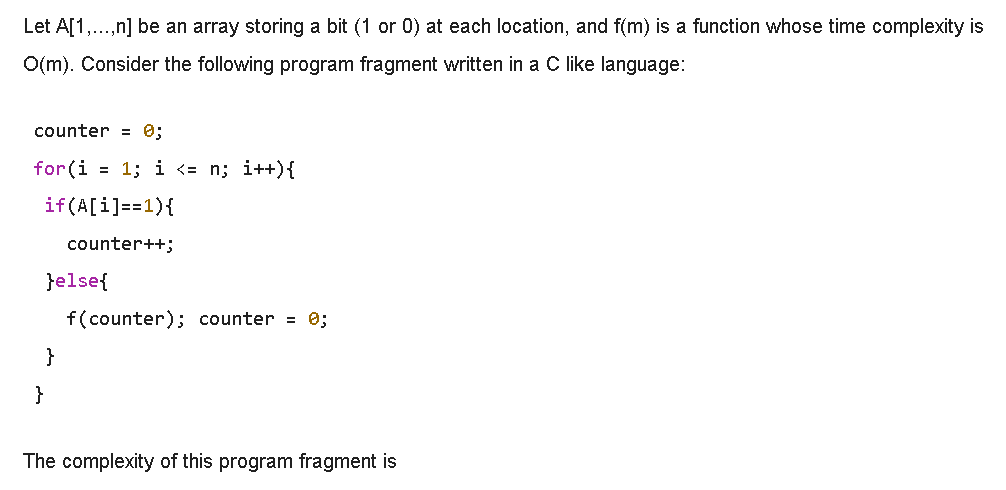 Let A[1,...,n] be an array storing a bit (1 or 0) at each location, and f(m) is a function whose time complexity is
O(m). Consider the following program fragment written in a C like language:
counter = 0;
for(i = 1; i <= n; i++){
if(A[i]==1){
counter++;
}else{
f(counter); counter = 0;
}
}
The complexity of this program fragment is